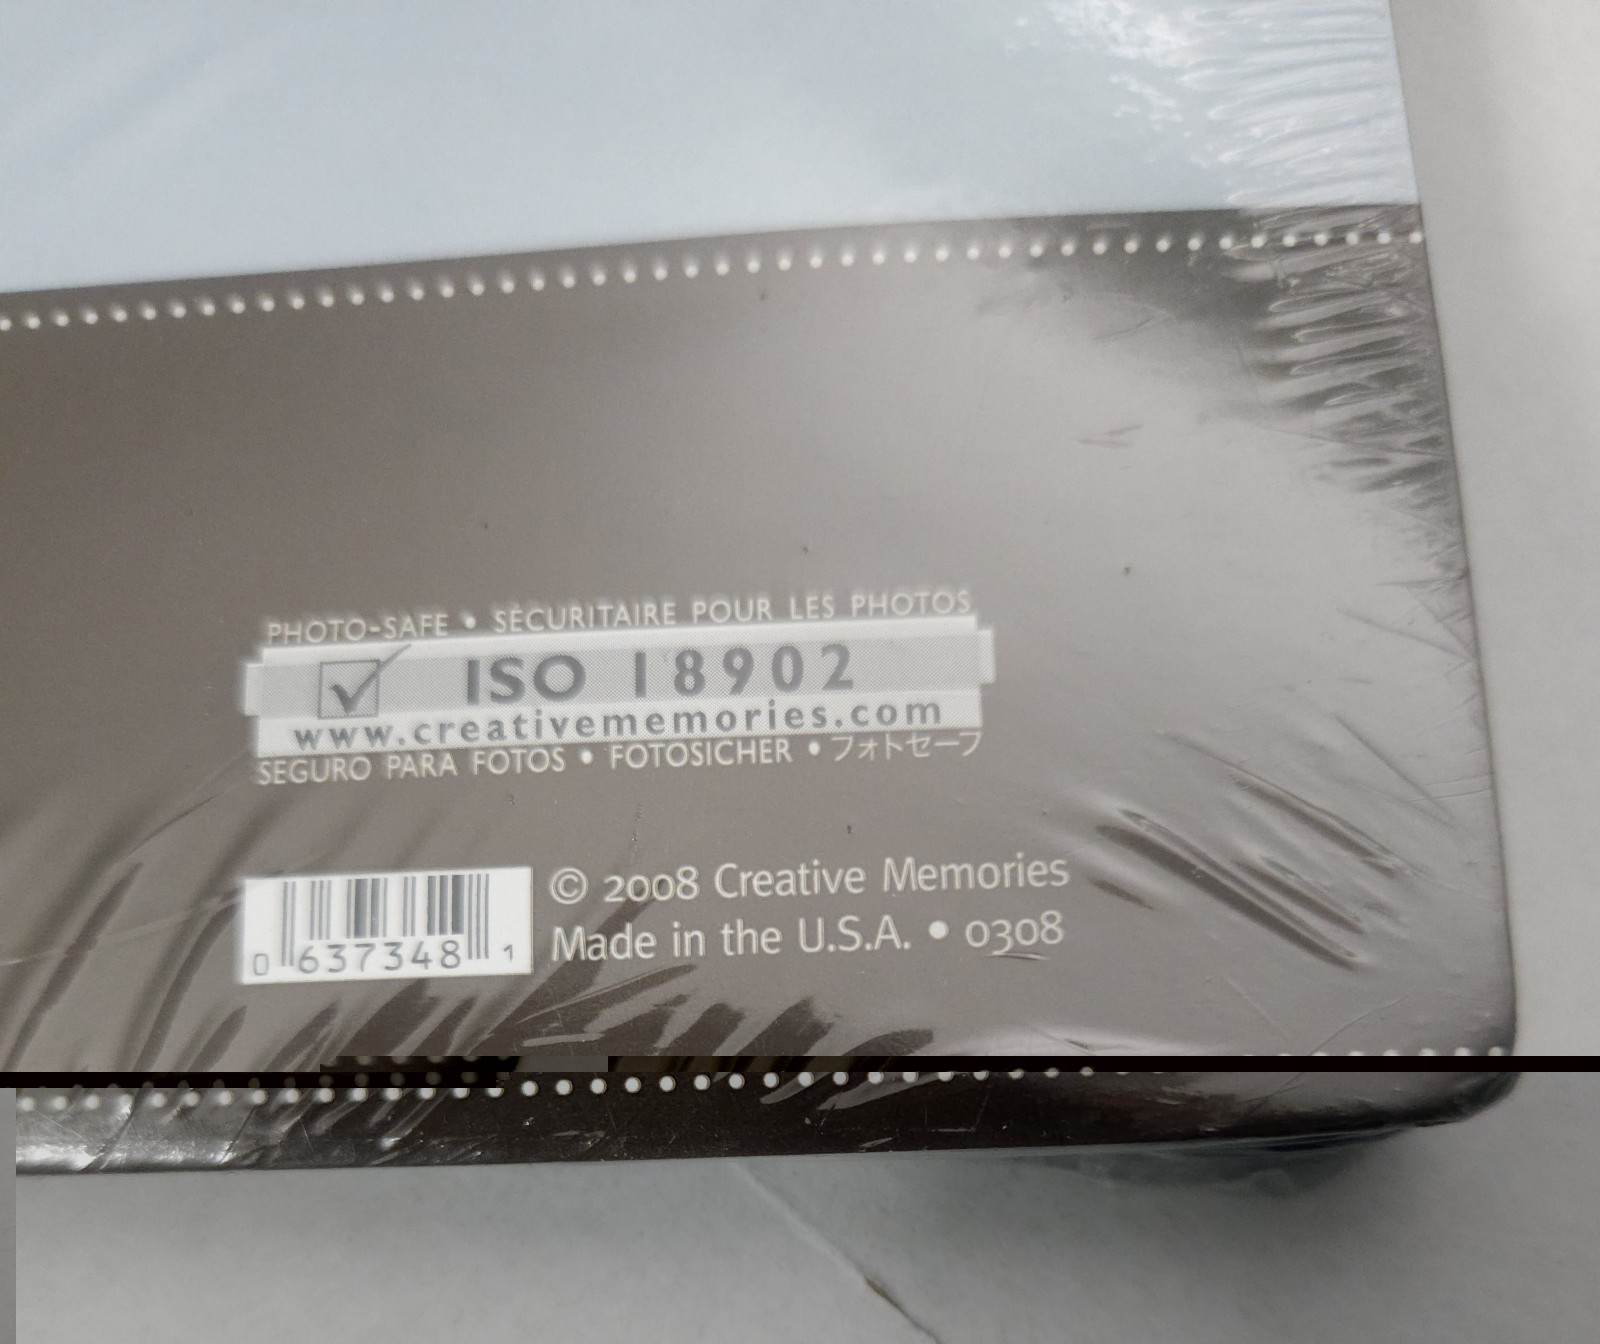 PHOTO-SAFE • SÉCURITAIRE POUR LES PHOTOS
ISO 18902
www.creativememories.com
SEGURO PARA FOTOS • FOTOSICHER • フォトセーフ
© 2008 Creative Memories
Made in the U.S.A. • 0308
0 637348 1